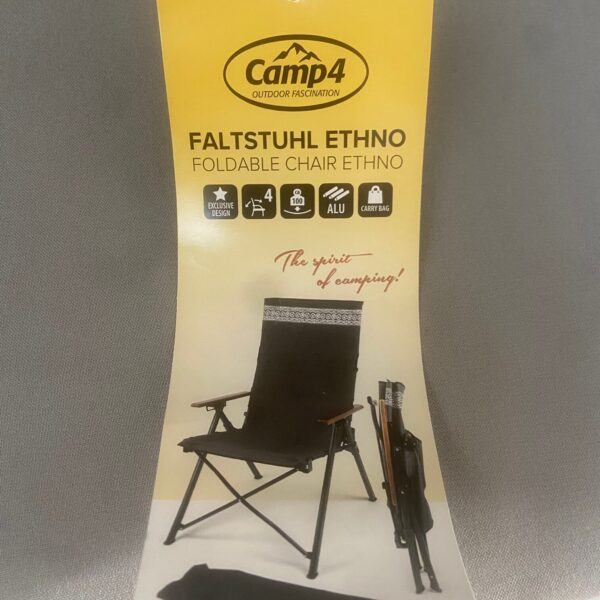 Camp4
OUTDOOR FASCINATION
FALTSTUHL ETHNO
FOLDABLE CHAIR ETHNO
EXCLUSIVE
DESIGN
4
100
ALU
CARRY BAG
The spirit
of camping!